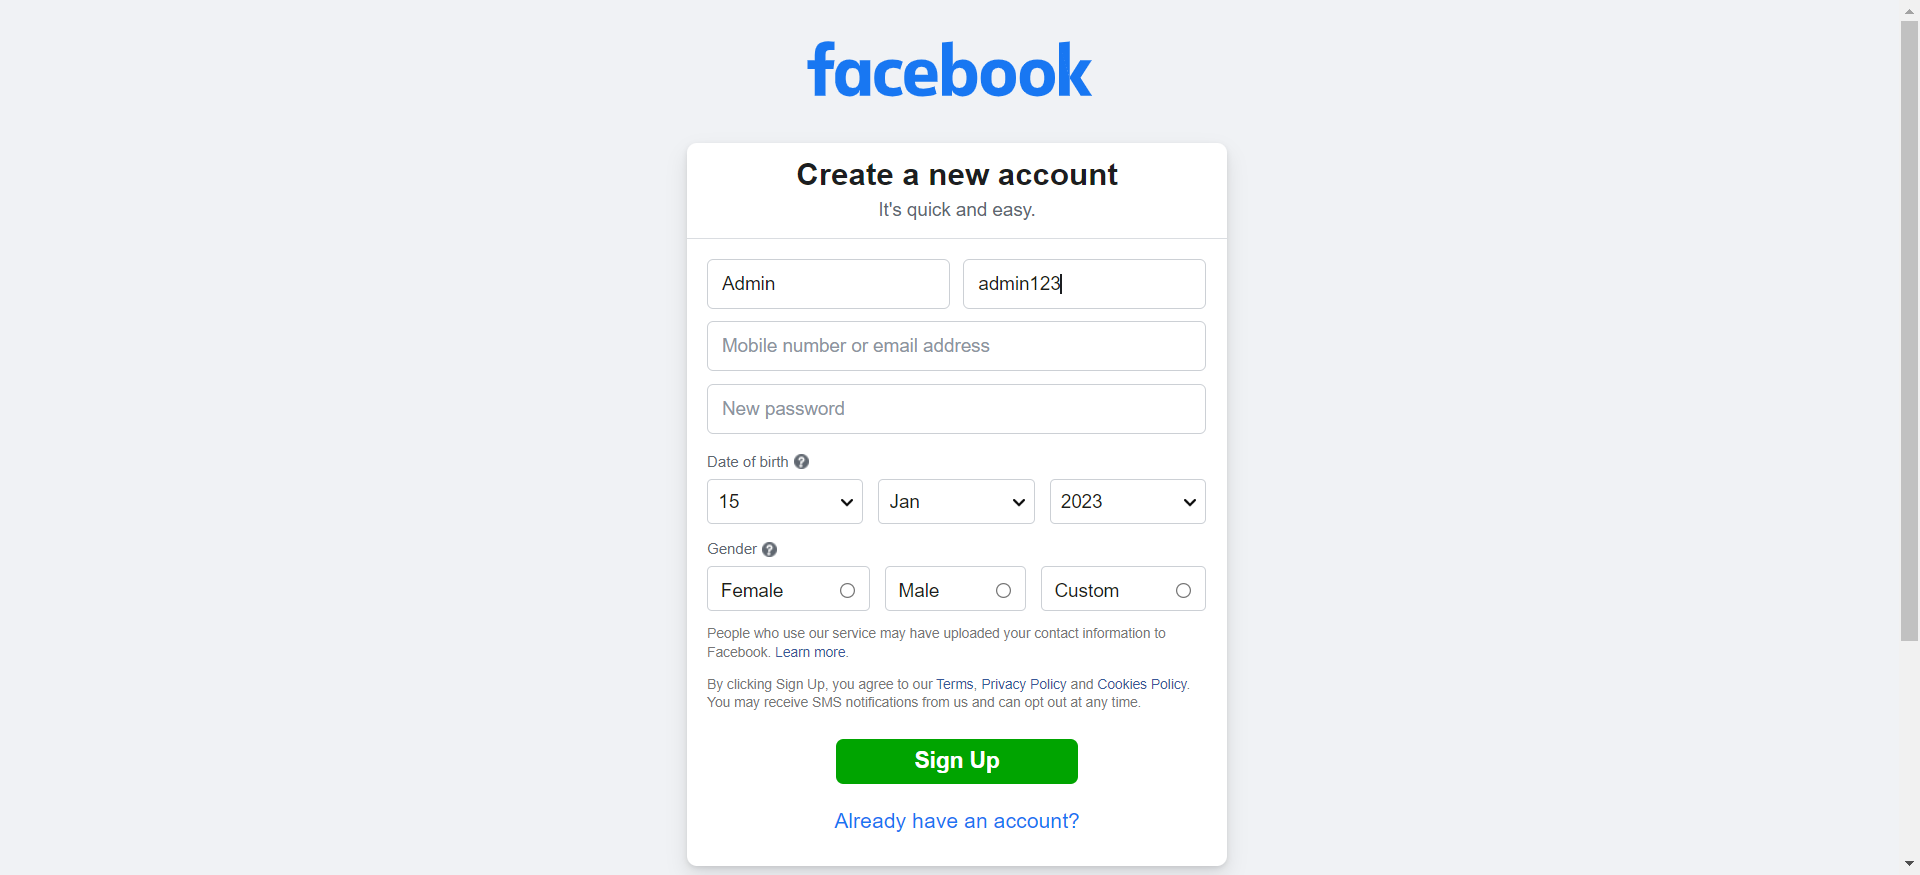 facebook
Create a new account
It's quick and easy.
Admin admin123
Mobile number or email address
New password
Date of birth ?
15 Jan 2023
Gender ?
Female Male Custom
People who use our service may have uploaded your contact information to
Facebook. Learn more.
By clicking Sign Up, you agree to our Terms, Privacy Policy and Cookies Policy.
You may receive SMS notifications from us and can opt out at any time.
Sign Up
Already have an account?